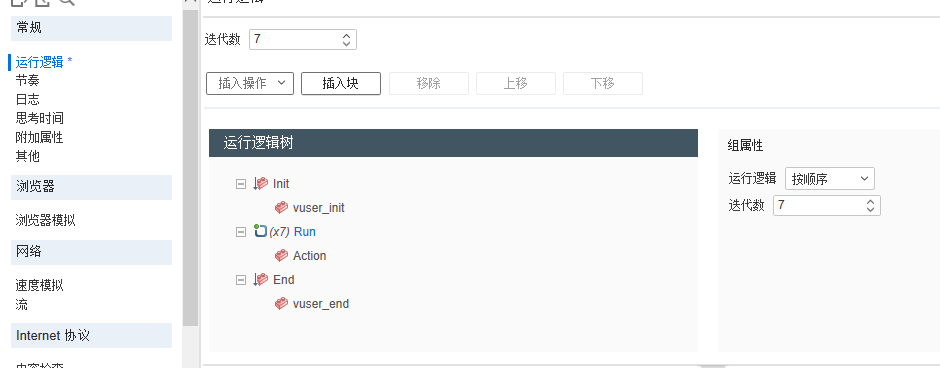 运行逻辑
常规
迭代数 7
运行逻辑 *
节奏
日志
思考时间
附加属性
其他
浏览器
浏览器模拟
网络
速度模拟
流
Internet 协议
插入操作 插入块 移除 上移 下移
运行逻辑树
Init
vuser_init
(x7) Run
Action
End
vuser_end
组属性
运行逻辑 按顺序
迭代数 7